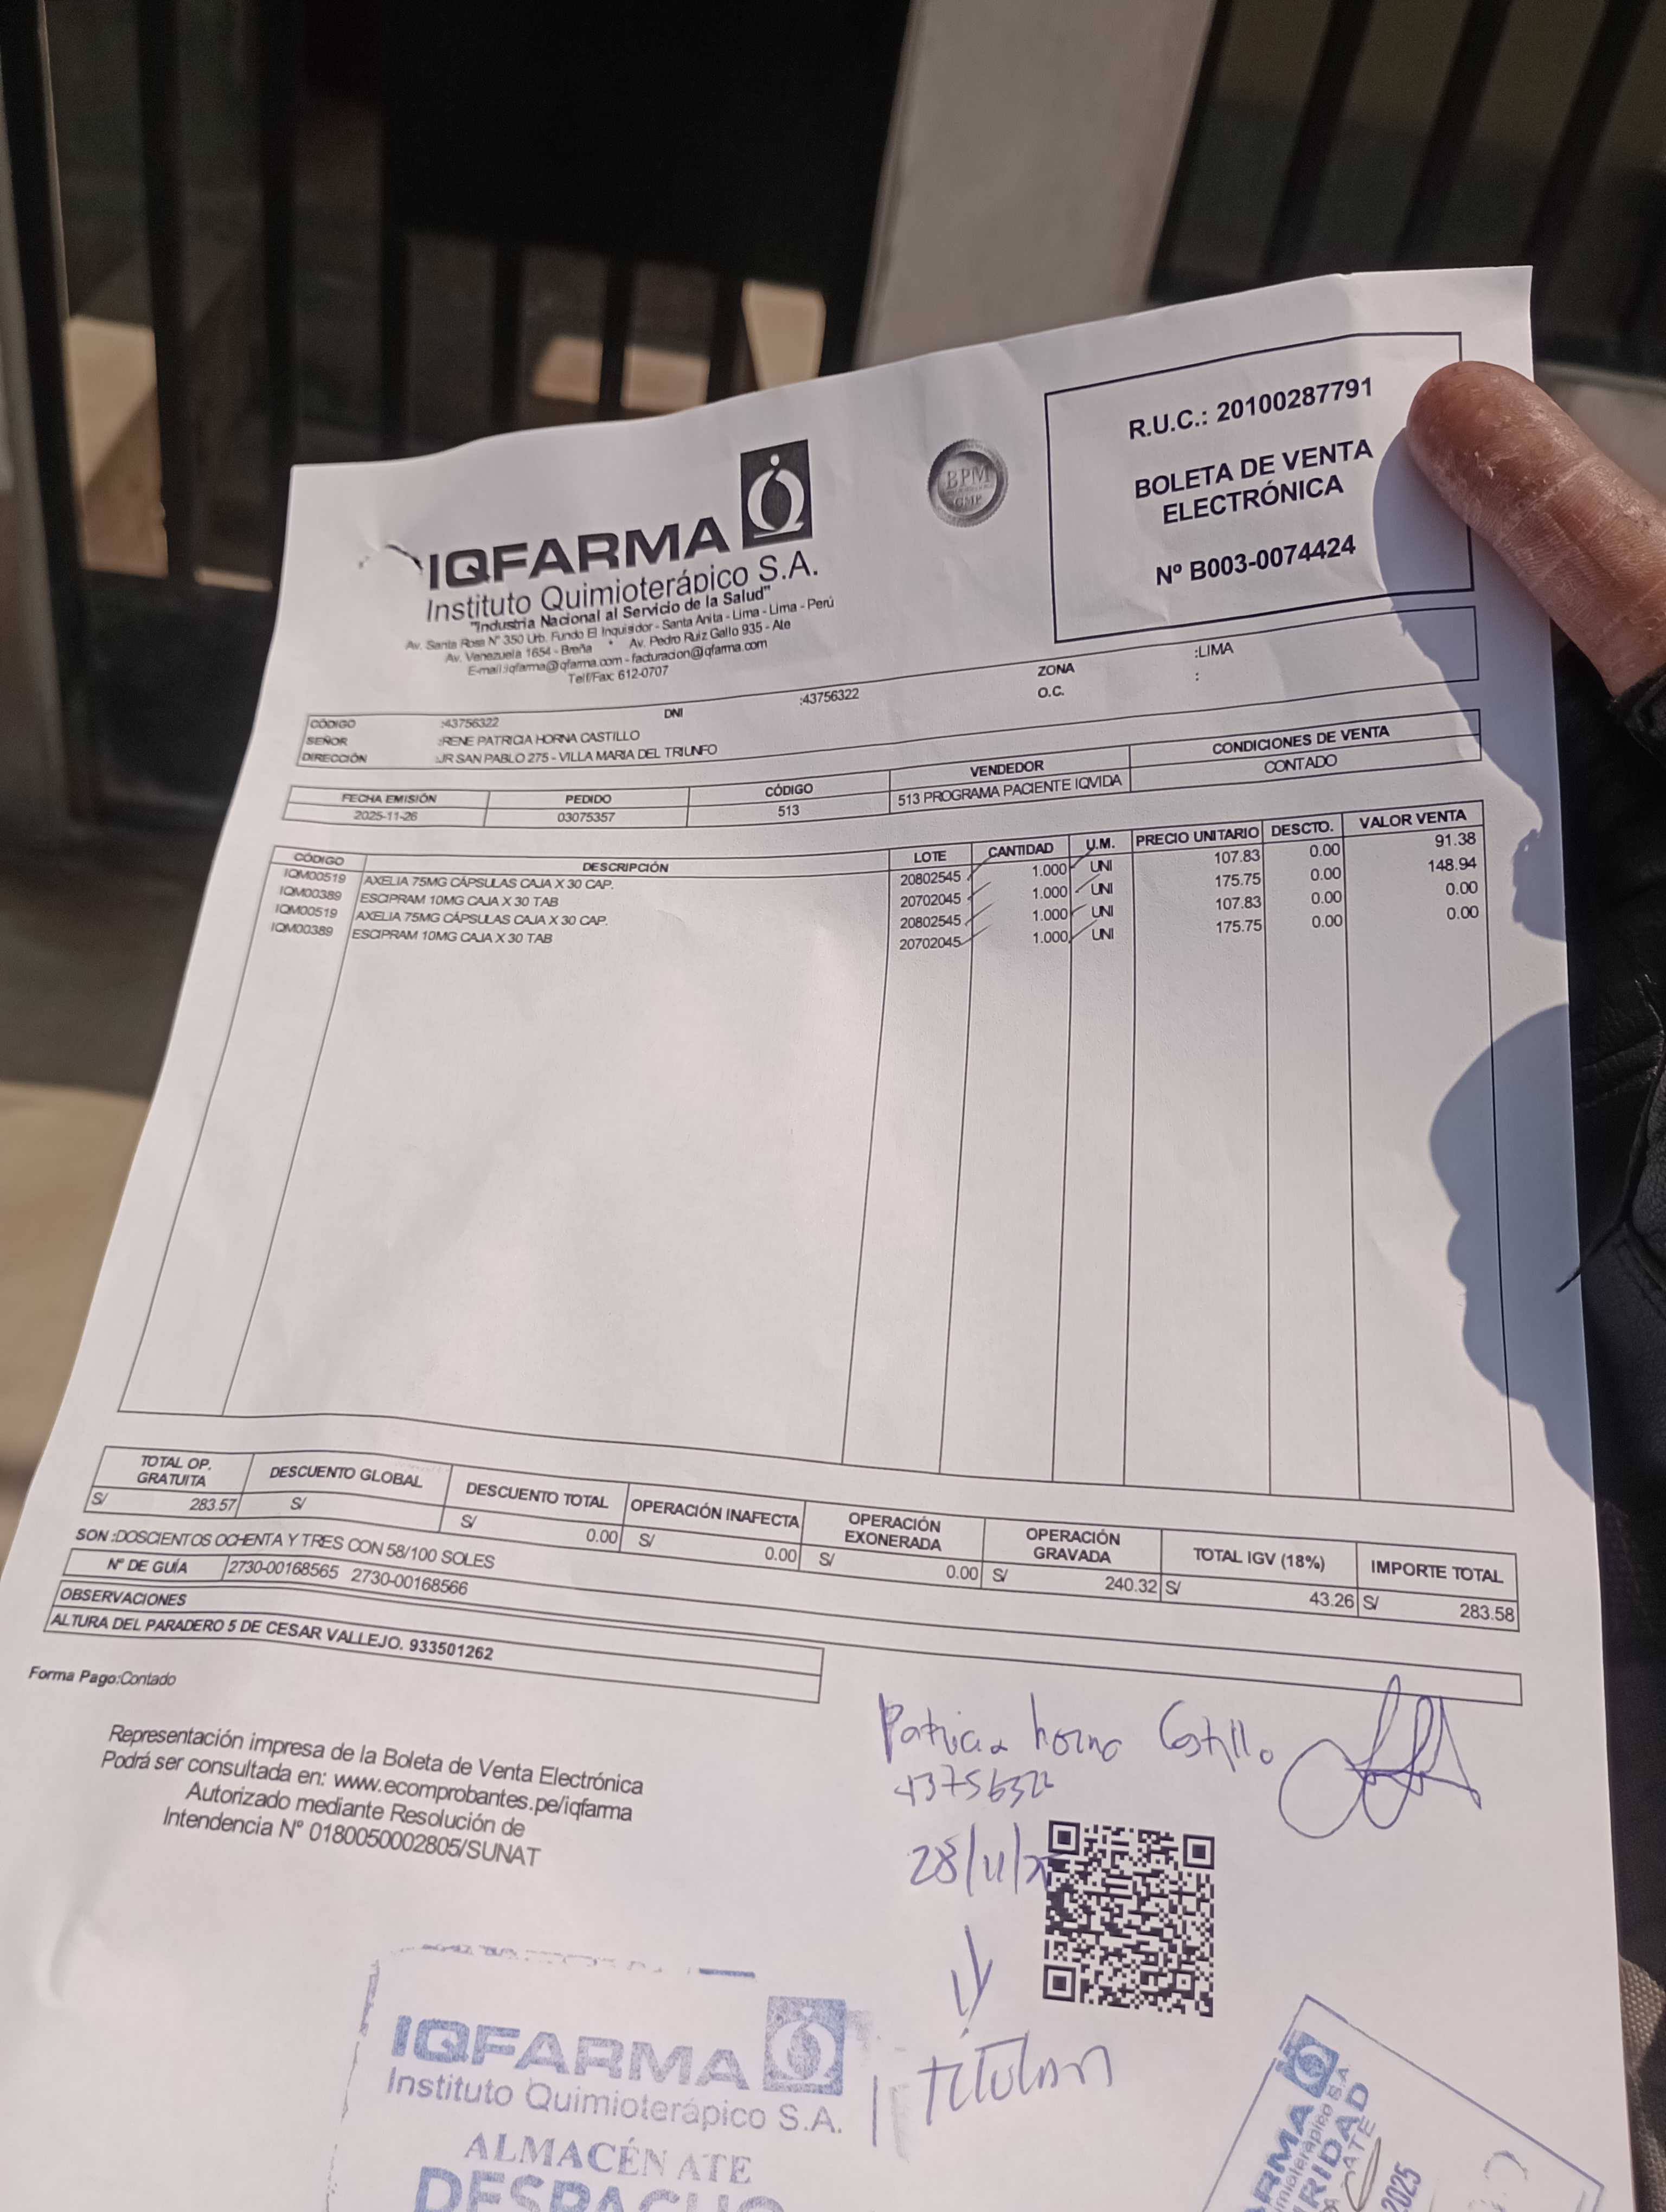 R.U.C.: 20100287791
BOLETA DE VENTA
ELECTRÓNICA
Nº B003-0074424
BPM
GMP
IQFARMA
Instituto Quimioterápico S.A.
"Industria Nacional al Servicio de la Salud"
Av. Santa Rosa Nº 350 Urb. Fundo El Inquisidor - Santa Anita - Lima - Lima - Perú
Av. Venezuela 1654 - Breña * Av. Pedro Ruiz Gallo 935 - Ate
E-mail:iqfarma@iqfarma.com - facturacion@iqfarma.com
Telf/Fax: 612-0707
CÓDIGO :43756322 DNI :43756322 ZONA :LIMA
SEÑOR :RENE PATRICIA HORNA CASTILLO O.C. :
DIRECCIÓN :JR SAN PABLO 275 - VILLA MARIA DEL TRIUNFO
FECHA EMISIÓN PEDIDO CÓDIGO VENDEDOR CONDICIONES DE VENTA
2025-11-26 03075357 513 513 PROGRAMA PACIENTE IQVIDA CONTADO
CÓDIGO DESCRIPCIÓN LOTE CANTIDAD U.M. PRECIO UNITARIO DESCTO. VALOR VENTA
IQM00519 AXELIA 75MG CÁPSULAS CAJA X 30 CAP. 20802545 1.000 UNI 107.83 0.00 91.38
IQM00389 ESCIPRAM 10MG CAJA X 30 TAB 20702045 1.000 UNI 175.75 0.00 148.94
IQM00519 AXELIA 75MG CÁPSULAS CAJA X 30 CAP. 20802545 1.000 UNI 107.83 0.00 0.00
IQM00389 ESCIPRAM 10MG CAJA X 30 TAB 20702045 1.000 UNI 175.75 0.00 0.00
TOTAL OP. GRATUITA DESCUENTO GLOBAL DESCUENTO TOTAL OPERACIÓN INAFECTA OPERACIÓN EXONERADA OPERACIÓN GRAVADA TOTAL IGV (18%) IMPORTE TOTAL
S/ 283.57 S/ S/ 0.00 S/ 0.00 S/ 0.00 S/ 240.32 S/ 43.26 S/ 283.58
SON :DOSCIENTOS OCHENTA Y TRES CON 58/100 SOLES
Nº DE GUÍA 2730-00168565 2730-00168566
OBSERVACIONES
ALTURA DEL PARADERO 5 DE CESAR VALLEJO. 933501262
Forma Pago:Contado
Representación impresa de la Boleta de Venta Electrónica
Podrá ser consultada en: www.ecomprobantes.pe/iqfarma
Autorizado mediante Resolución de
Intendencia Nº 0180050002805/SUNAT
Patricia horna Castillo
43756322
28/11/25
titular
IQFARMA
Instituto Quimioterápico S.A.
ALMACÉN ATE
DESPACHO
2025